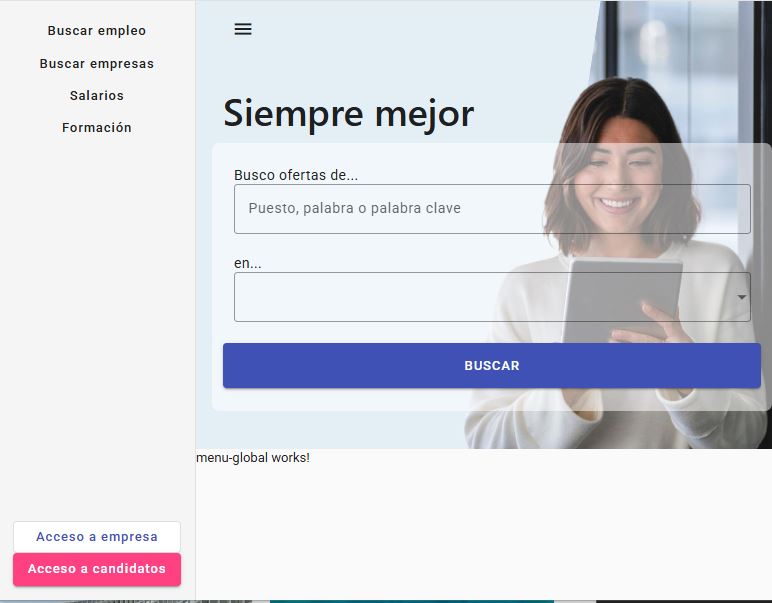 Buscar empleo
Buscar empresas
Salarios
Formación
Siempre mejor
Busco ofertas de...
Puesto, palabra o palabra clave
en...
BUSCAR
menu-global works!
Acceso a empresa
Acceso a candidatos